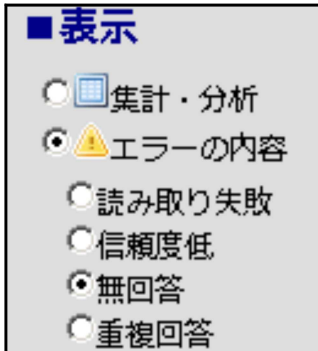 ■表示
集計・分析
エラーの内容
読み取り失敗
信頼度低
無回答
重複回答